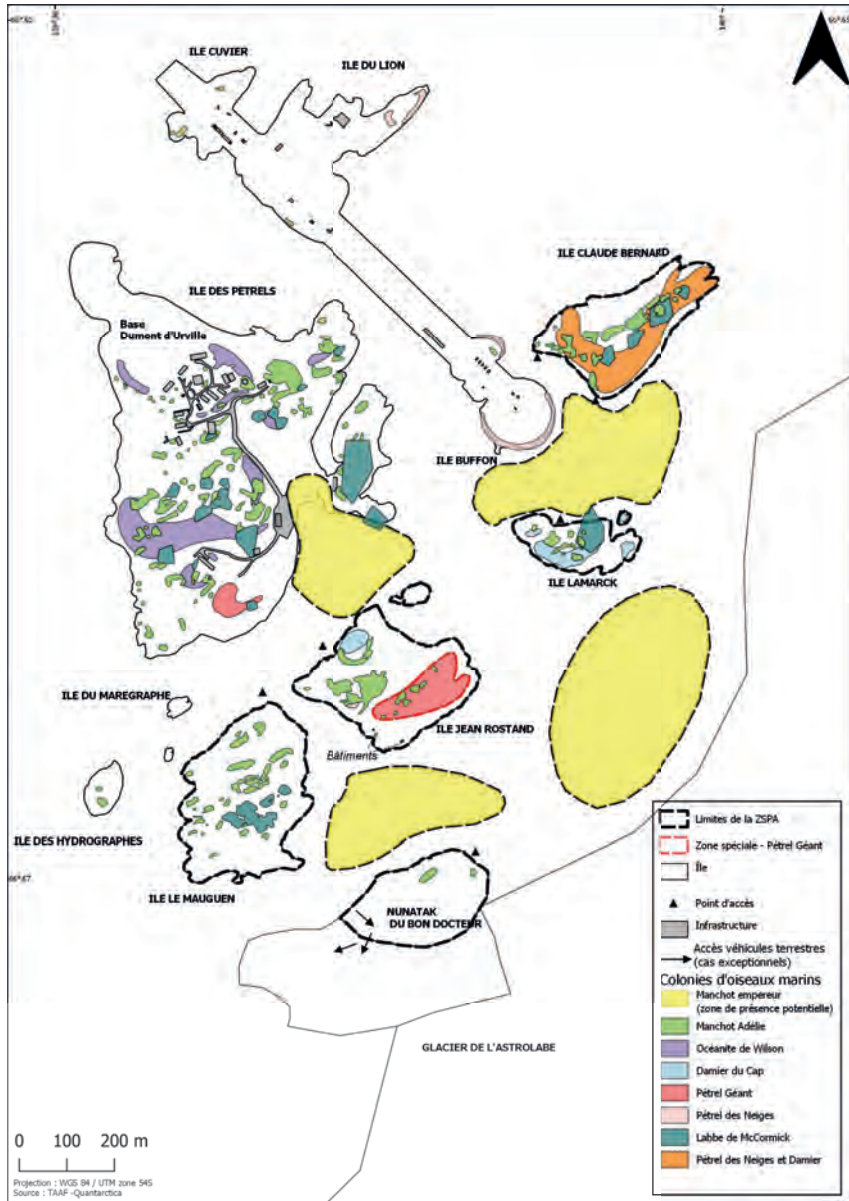 ILE CUVIER
ILE DU LION
ILE CLAUDE BERNARD
ILE DES PETRELS
Base
Dumont d'Urville
ILE BUFFON
ILE LAMARCK
ILE DU MAREGRAPHE
ILE JEAN ROSTAND
Bâtiments
ILE DES HYDROGRAPHES
ILE LE MAUGUEN
NUNATAK
DU BON DOCTEUR
GLACIER DE L'ASTROLABE
Limites de la ZSPA
Zone spéciale - Pétrel Géant
Île
Point d'accès
Infrastructure
Accès véhicules terrestres
(cas exceptionnels)
Colonies d'oiseaux marins
Manchot empereur
(zone de présence potentielle)
Manchot Adélie
Océanite de Wilson
Damier du Cap
Pétrel Géant
Pétrel des Neiges
Labbe de McCormick
Pétrel des Neiges et Damier
0 100 200 m
Projection : WGS 84 / UTM zone 54S
Source : TAAF -Quantarctica